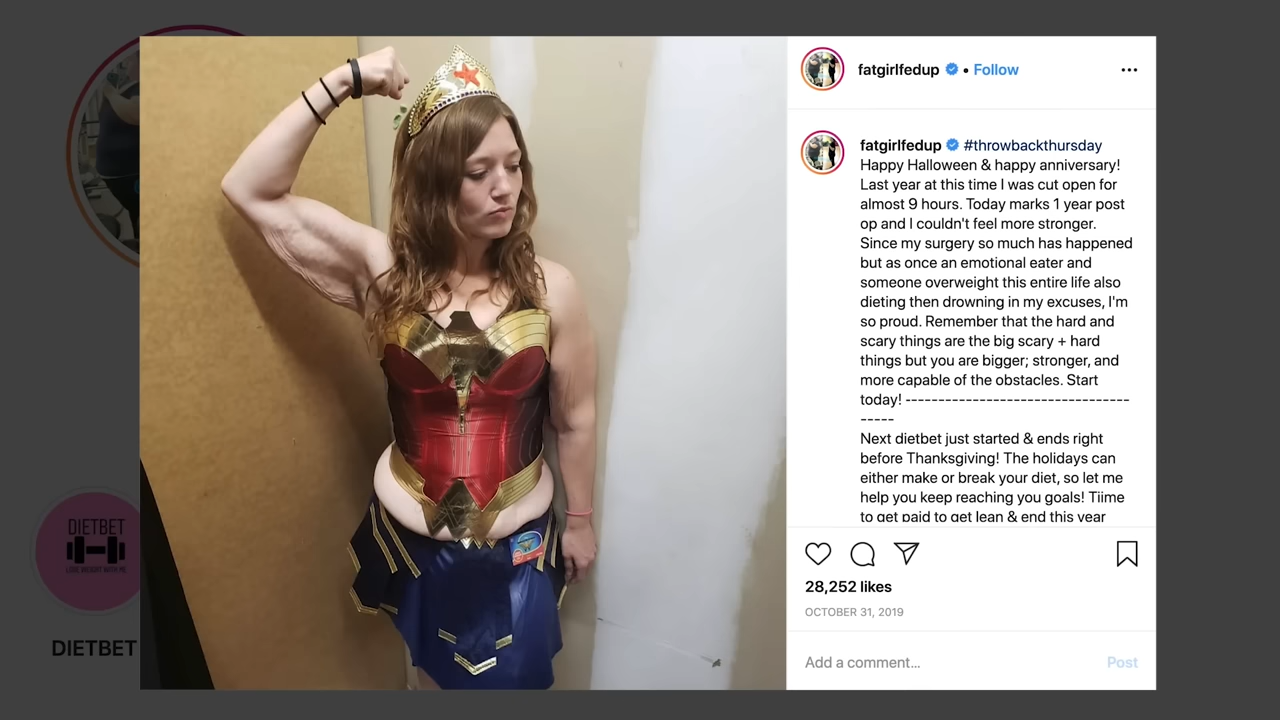 fatgirlfedup • Follow
fatgirlfedup #throwbackthursday
Happy Halloween & happy anniversary!
Last year at this time I was cut open for
almost 9 hours. Today marks 1 year post
op and I couldn't feel more stronger.
Since my surgery so much has happened
but as once an emotional eater and
someone overweight this entire life also
dieting then drowning in my excuses, I'm
so proud. Remember that the hard and
scary things are the big scary + hard
things but you are bigger; stronger, and
more capable of the obstacles. Start
today! ----------------------------------
-----
Next dietbet just started & ends right
before Thanksgiving! The holidays can
either make or break your diet, so let me
help you keep reaching you goals! Tiime
to get paid to get lean & end this year
28,252 likes
OCTOBER 31, 2019
Add a comment... Post
DIETBET
LOSE WEIGHT WITH ME
DIETBET